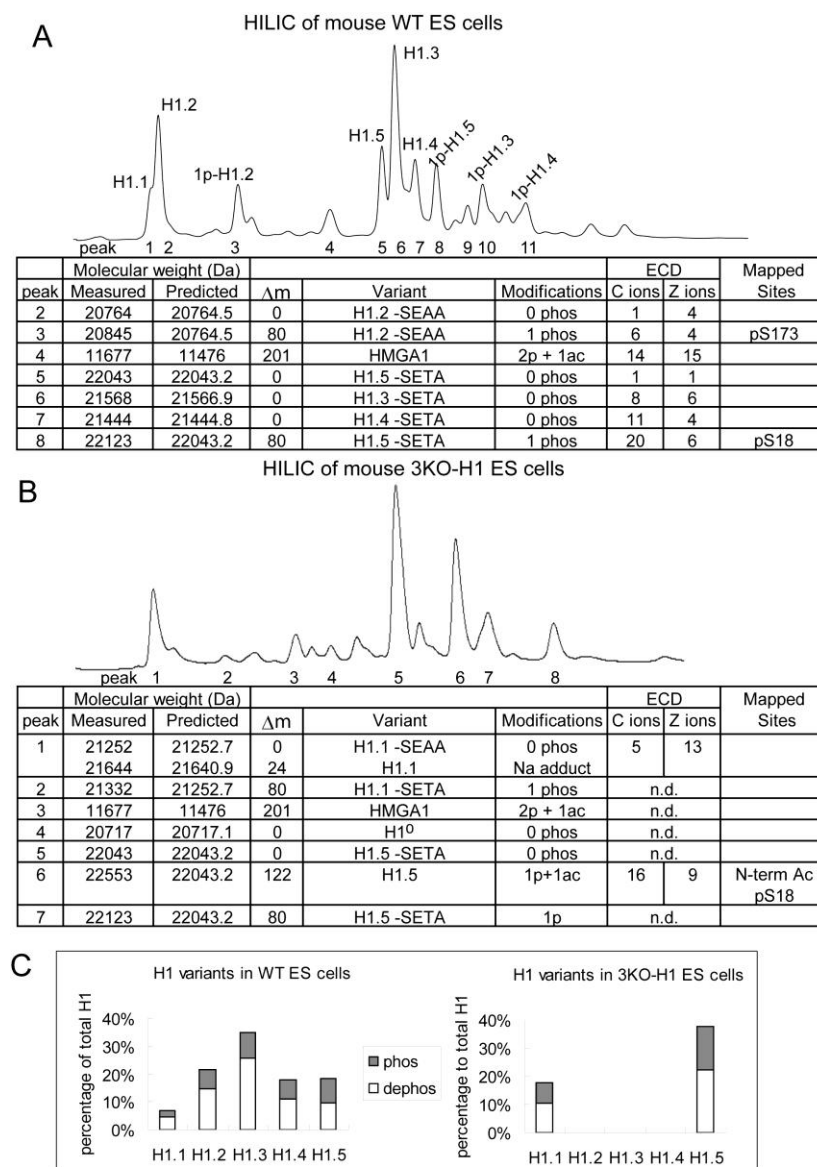 A
HILIC of mouse WT ES cells
H1.1
H1.2
1p-H1.2
H1.5
H1.3
H1.4
1p-H1.5
1p-H1.3
1p-H1.4
peak 1 2 3 4 5 6 7 8 9 10 11
Molecular weight (Da) ECD Mapped
peak Measured Predicted Δm Variant Modifications C ions Z ions Sites
2 20764 20764.5 0 H1.2 -SEAA 0 phos 1 4
3 20845 20764.5 80 H1.2 -SEAA 1 phos 6 4 pS173
4 11677 11476 201 HMGA1 2p + 1ac 14 15
5 22043 22043.2 0 H1.5 -SETA 0 phos 1 1
6 21568 21566.9 0 H1.3 -SETA 0 phos 8 6
7 21444 21444.8 0 H1.4 -SETA 0 phos 11 4
8 22123 22043.2 80 H1.5 -SETA 1 phos 20 6 pS18
HILIC of mouse 3KO-H1 ES cells
B
peak 1 2 3 4 5 6 7 8
Molecular weight (Da) ECD Mapped
peak Measured Predicted Δm Variant Modifications C ions Z ions Sites
1 21252 21252.7 0 H1.1 -SEAA 0 phos 5 13
21644 21640.9 24 H1.1 Na adduct
2 21332 21252.7 80 H1.1 -SETA 1 phos n.d.
3 11677 11476 201 HMGA1 2p + 1ac n.d.
4 20717 20717.1 0 H1⁰ 0 phos n.d.
5 22043 22043.2 0 H1.5 -SETA 0 phos n.d.
6 22553 22043.2 122 H1.5 1p+1ac 16 9 N-term Ac
pS18
7 22123 22043.2 80 H1.5 -SETA 1p n.d.
C
H1 variants in WT ES cells
percentage of total H1
40%
30%
20%
10%
0%
H1.1 H1.2 H1.3 H1.4 H1.5
phos
dephos
H1 variants in 3KO-H1 ES cells
percentage to total H1
40%
30%
20%
10%
0%
H1.1 H1.2 H1.3 H1.4 H1.5